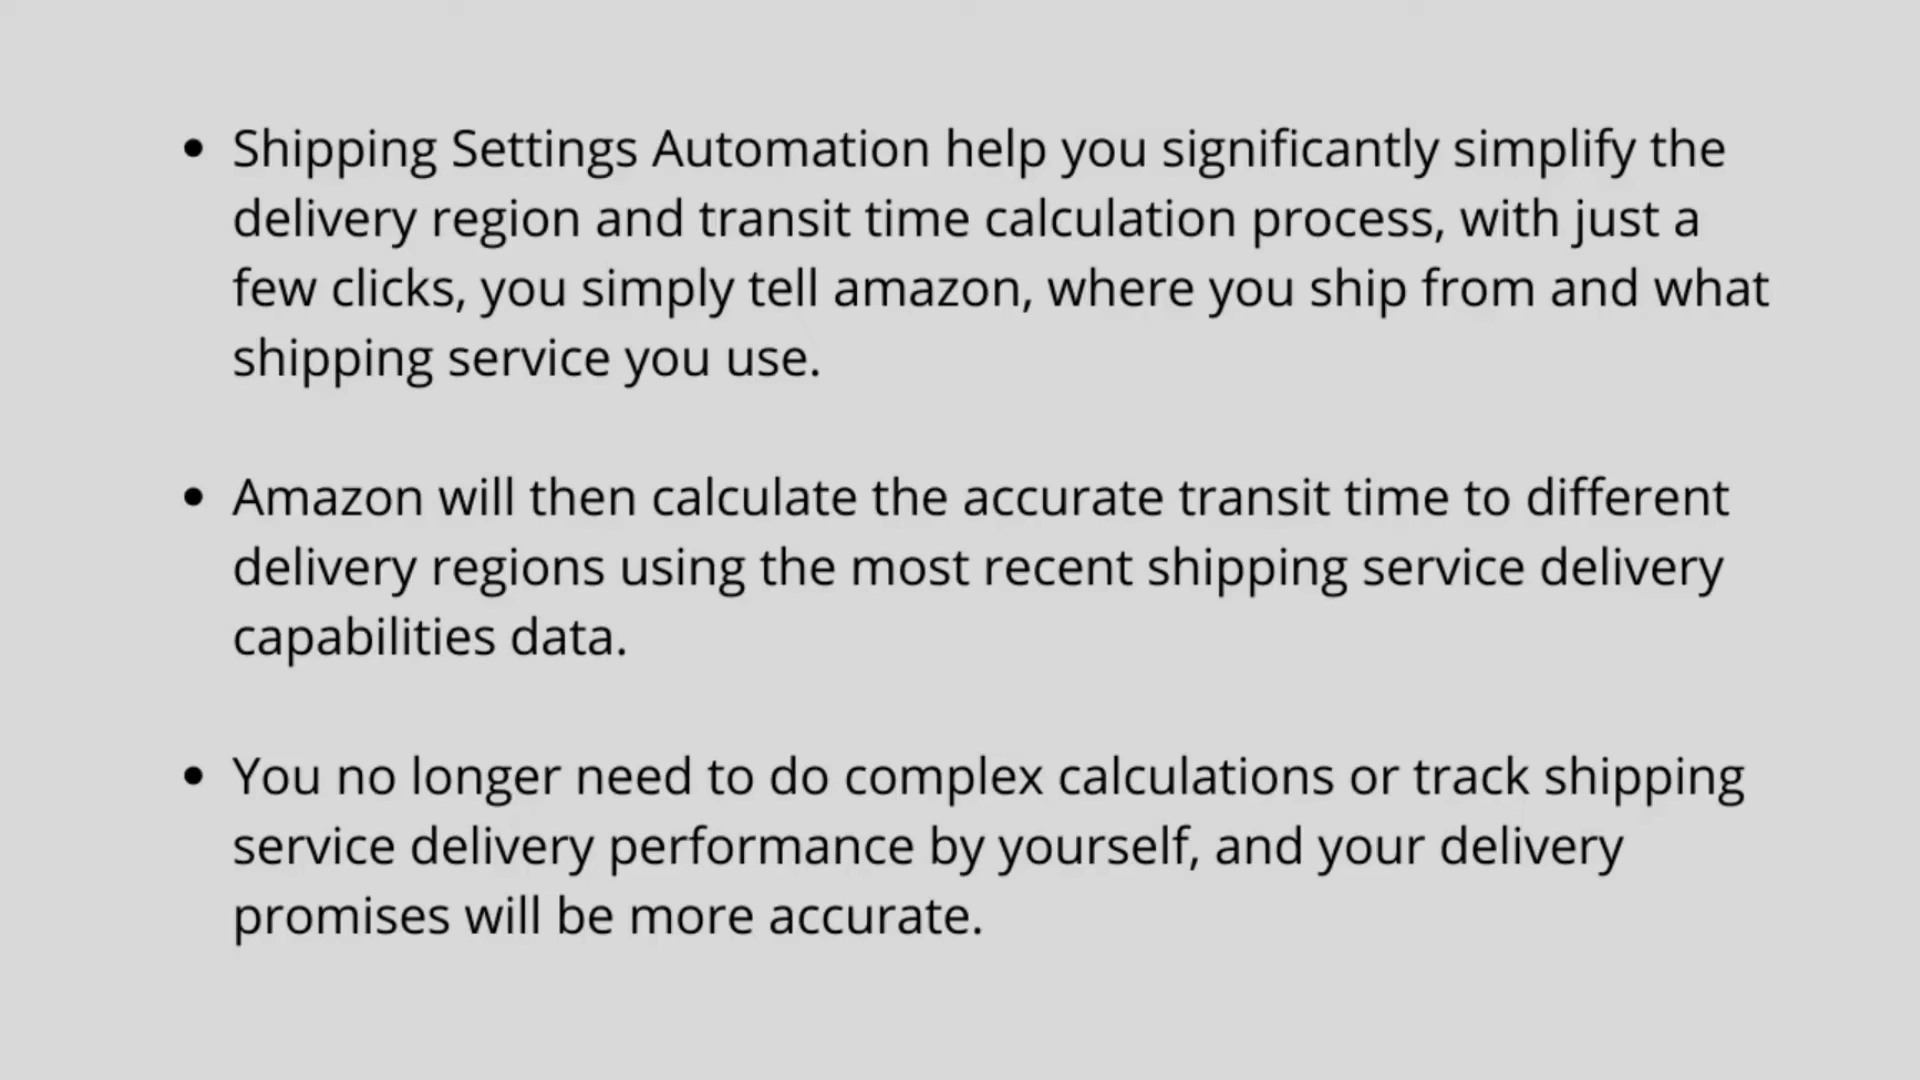 • Shipping Settings Automation help you significantly simplify the
delivery region and transit time calculation process, with just a
few clicks, you simply tell amazon, where you ship from and what
shipping service you use.
• Amazon will then calculate the accurate transit time to different
delivery regions using the most recent shipping service delivery
capabilities data.
• You no longer need to do complex calculations or track shipping
service delivery performance by yourself, and your delivery
promises will be more accurate.